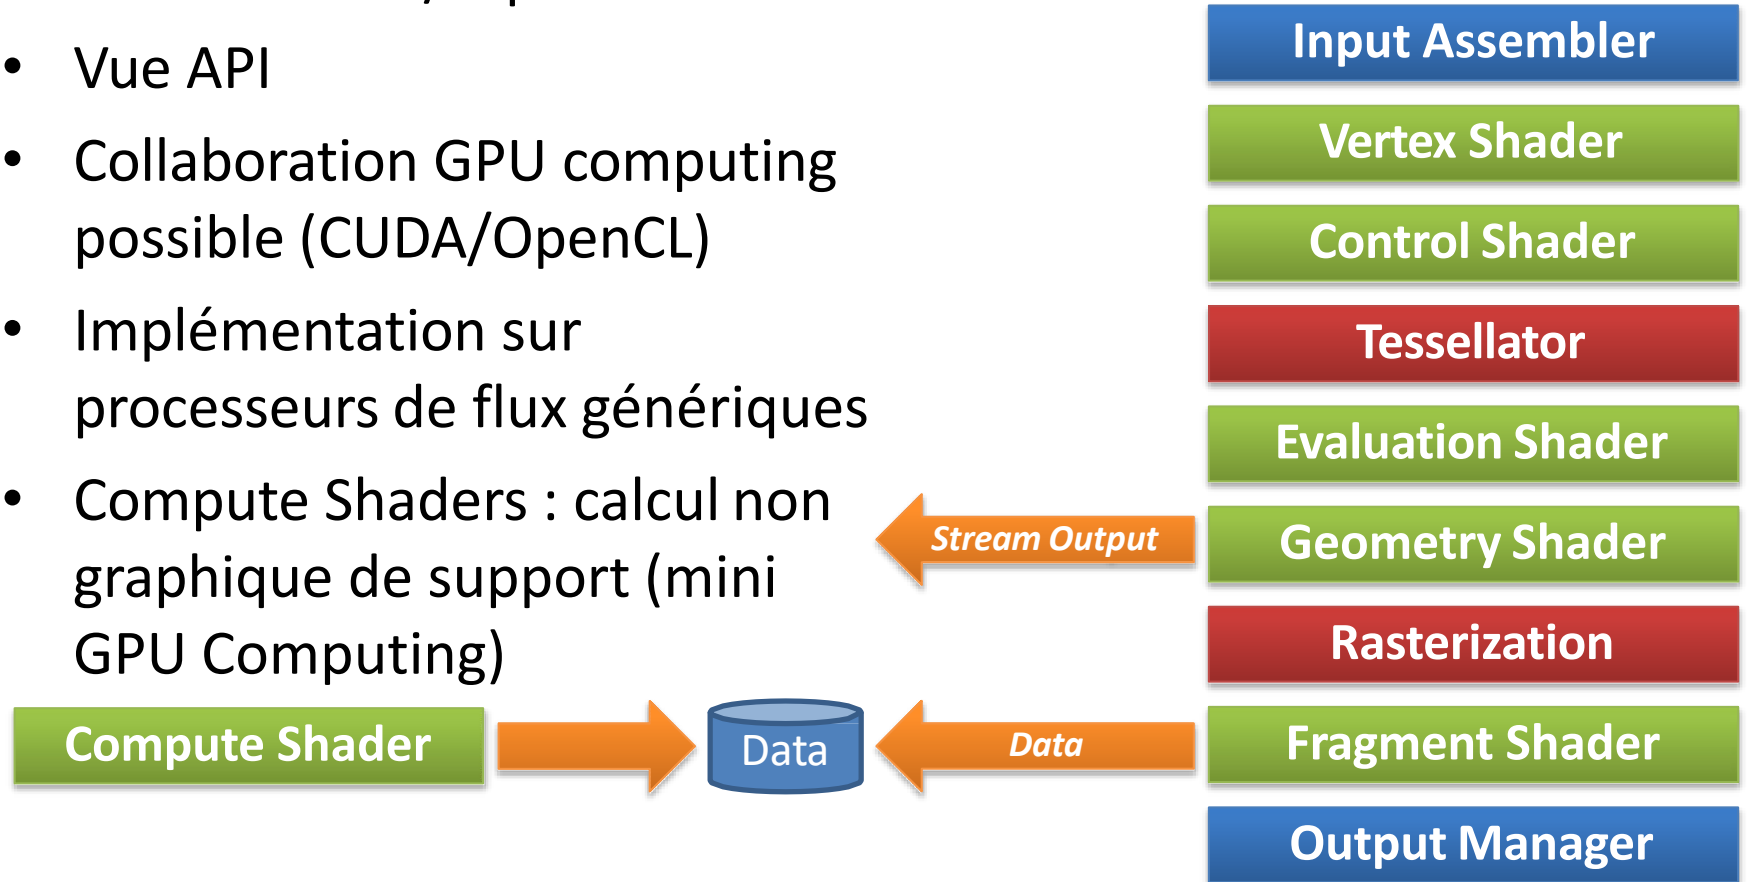 • Vue API
• Collaboration GPU computing
possible (CUDA/OpenCL)
• Implémentation sur
processeurs de flux génériques
• Compute Shaders : calcul non
graphique de support (mini
GPU Computing)
Input Assembler
Vertex Shader
Control Shader
Tessellator
Evaluation Shader
Stream Output
Geometry Shader
Rasterization
Compute Shader
Data
Data
Fragment Shader
Output Manager